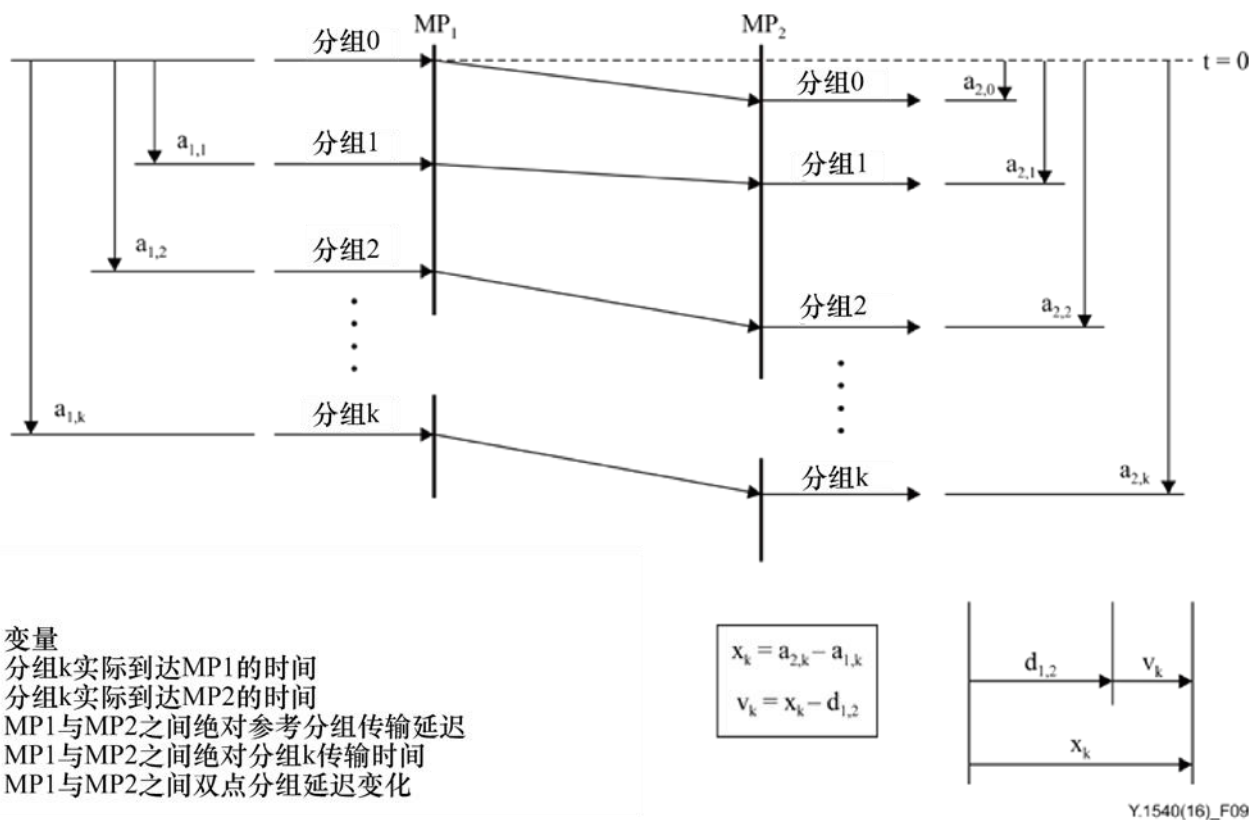 MP₁ MP₂
分组0
t = 0
分组0
a₂,₀
分组1
a₁,₁
分组1
a₂,₁
分组2
a₁,₂
分组2
a₂,₂
分组k
a₁,k
分组k
a₂,k
变量
分组k实际到达MP1的时间
分组k实际到达MP2的时间
MP1与MP2之间绝对参考分组传输延迟
MP1与MP2之间绝对分组k传输时间
MP1与MP2之间双点分组延迟变化
xₖ = a₂,ₖ – a₁,ₖ
vₖ = xₖ – d₁,₂
d₁,₂ vₖ
xₖ
Y.1540(16)_F09